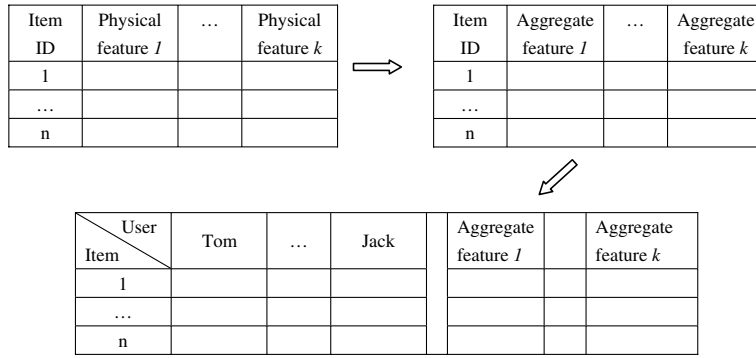 Item ID Physical feature 1 … Physical feature k
1
…
n
Item ID Aggregate feature 1 … Aggregate feature k
1
…
n
User Item Tom … Jack Aggregate feature 1 Aggregate feature k
1
…
n